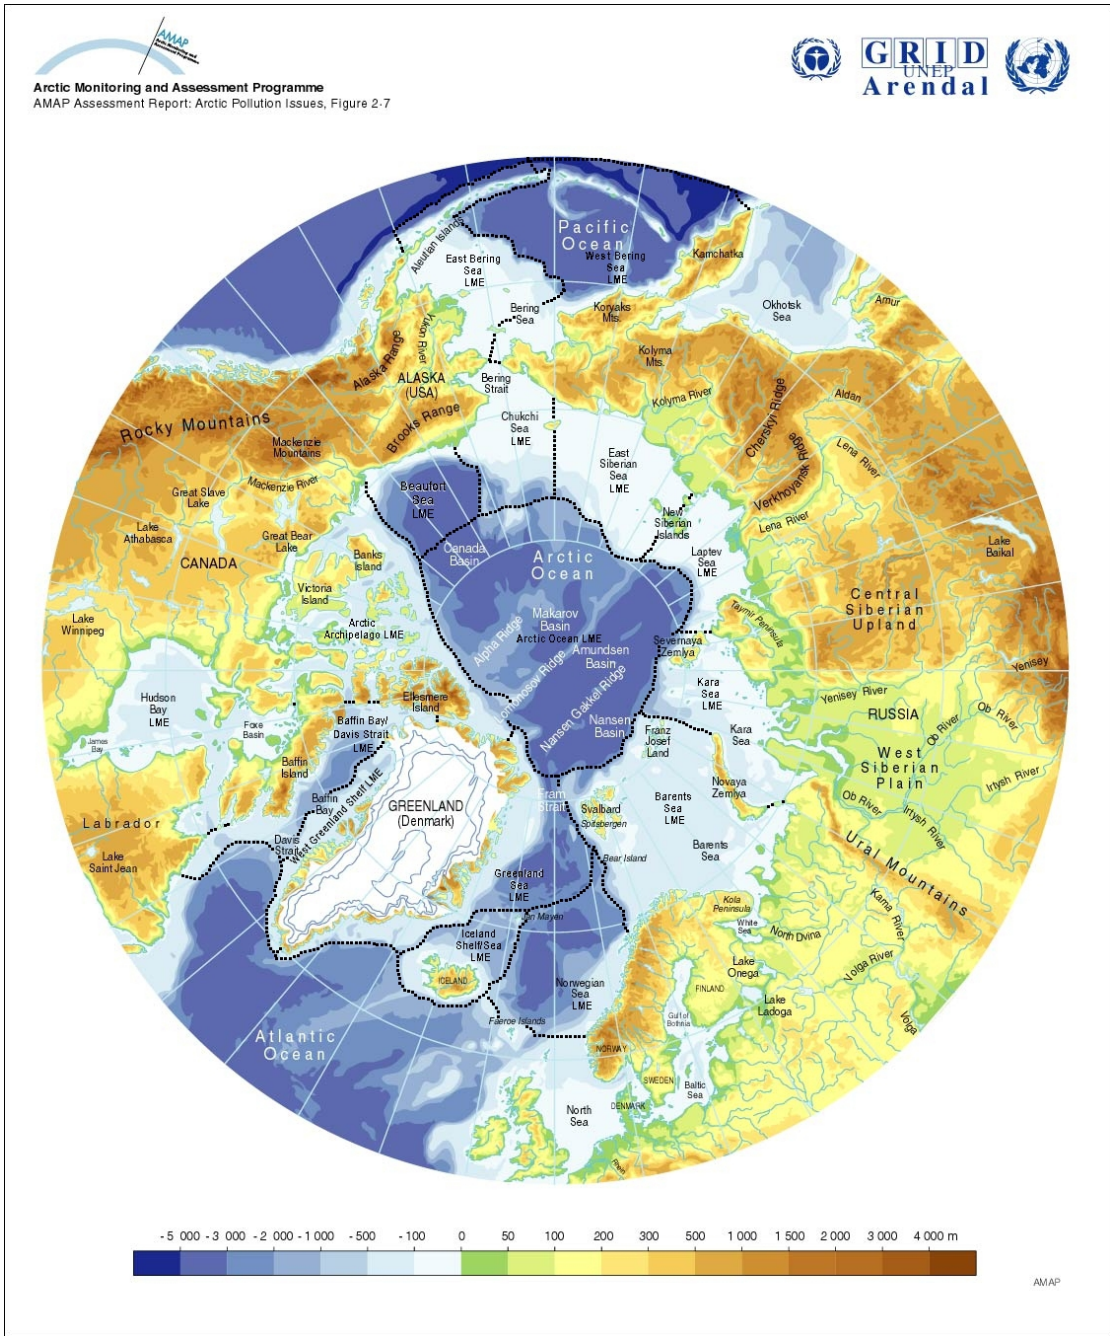 AMAP
Arctic Monitoring and
Assessment Programme
Arctic Monitoring and Assessment Programme
AMAP Assessment Report: Arctic Pollution Issues, Figure 2-7
GRID
UNEP
Arendal
Pacific
Ocean
West Bering
Sea
LME
Kamchatka
Aleutian Islands
East Bering
Sea
LME
Bering
Sea
Koryaks
Mts.
Okhotsk
Sea
Amur
Yukon River
Alaska Range
ALASKA
(USA)
Bering
Strait
Kolyma
Mts.
Kolyma River
Cherskyi Ridge
Aldan
Rocky Mountains
Brooks Range
Chukchi
Sea
LME
Mackenzie
Mountains
East
Siberian
Sea
LME
Verkhoyansk Ridge
Lena River
Mackenzie River
Great Slave
Lake
Beaufort
Sea
LME
New
Siberian
Islands
Lena River
Lake
Athabasca
Great Bear
Lake
CANADA
Banks
Island
Canada
Basin
Arctic
Ocean
Laptev
Sea
LME
Lake
Baikal
Victoria
Island
Central
Siberian
Upland
Lake
Winnipeg
Arctic
Archipelago LME
Alpha Ridge
Makarov
Basin
Arctic Ocean LME
Amundsen
Basin
Taymir Peninsula
Severnaya
Zemlya
Lomonosov Ridge
Nansen Gakkel Ridge
Nansen
Basin
Yenisey
Kara
Sea
LME
Yenisey River
RUSSIA
Ob River
Ob River
Hudson
Bay
LME
James
Bay
Foxe
Basin
Ellesmere
Island
Baffin Bay/
Davis Strait
LME
Franz
Josef
Land
Kara
Sea
West
Siberian
Plain
Baffin
Island
Baffin
Bay
West Greenland Shelf LME
GREENLAND
(Denmark)
Fram
Strait
Svalbard
Spitsbergen
Barents
Sea
LME
Novaya
Zemlya
Ob River
Irtysh River
Irtysh River
Labrador
Davis
Strait
Lake
Saint Jean
Bear Island
Barents
Sea
Ural Mountains
Greenland
Sea
LME
Jan Mayen
Kola
Peninsula
White
Sea
North Dvina
Kama River
Iceland
Shelf/Sea
LME
ICELAND
Norwegian
Sea
LME
Lake
Onega
FINLAND
Lake
Ladoga
Volga River
Volga
Gulf of
Bothnia
Faeroe Islands
Atlantic
Ocean
NORWAY
SWEDEN
Baltic
Sea
North
Sea
DENMARK
Rhein
- 5 000 - 3 000 - 2 000 - 1 000 - 500 - 100 0 50 100 200 300 500 1 000 1 500 2 000 3 000 4 000 m
AMAP